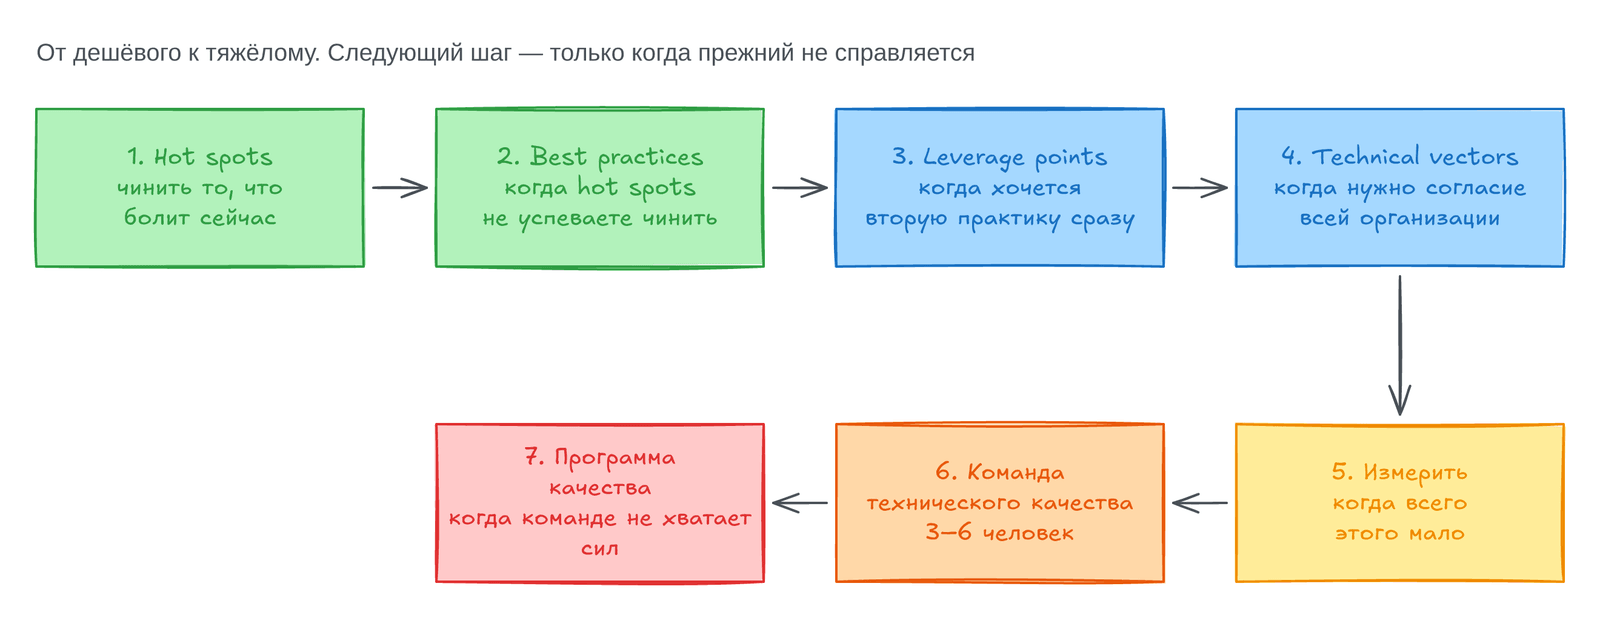 От дешёвого к тяжёлому. Следующий шаг — только когда прежний не справляется
1. Hot spots
чинить то, что
болит сейчас
2. Best practices
когда hot spots
не успеваете чинить
3. Leverage points
когда хочется
вторую практику сразу
4. Technical vectors
когда нужно согласие
всей организации
5. Измерить
когда всего
этого мало
6. Команда
технического качества
3–6 человек
7. Программа
качества
когда команде не хватает
сил